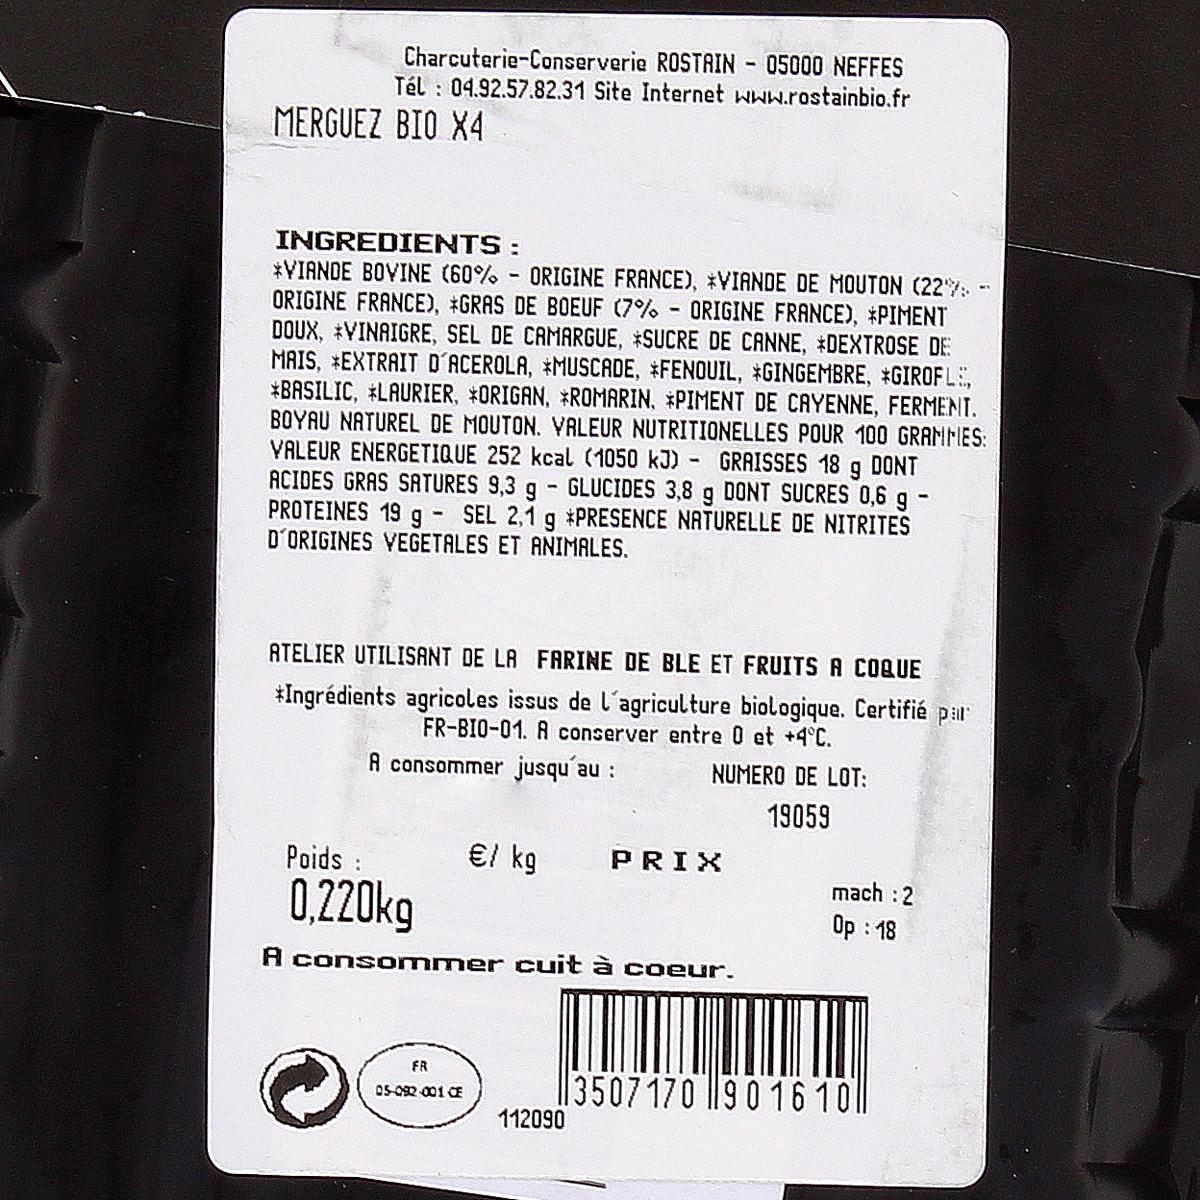 Charcuterie-Conserverie ROSTAIN - 05000 NEFFES
Tél : 04.92.57.82.31 Site Internet www.rostainbio.fr
MERGUEZ BIO X4
INGREDIENTS :
*VIANDE BOVINE (60% - ORIGINE FRANCE), *VIANDE DE MOUTON (22% -
ORIGINE FRANCE), *GRAS DE BOEUF (7% - ORIGINE FRANCE), *PIMENT
DOUX, *VINAIGRE, SEL DE CAMARGUE, *SUCRE DE CANNE, *DEXTROSE DE
MAIS, *EXTRAIT D´ACEROLA, *MUSCADE, *FENOUIL, *GINGEMBRE, *GIROFLE,
*BASILIC, *LAURIER, *ORIGAN, *ROMARIN, *PIMENT DE CAYENNE, FERMENT.
BOYAU NATUREL DE MOUTON. VALEUR NUTRITIONELLES POUR 100 GRAMMES:
VALEUR ENERGETIQUE 252 kcal (1050 kJ) - GRAISSES 18 g DONT
ACIDES GRAS SATURES 9,3 g - GLUCIDES 3,8 g DONT SUCRES 0,6 g -
PROTEINES 19 g - SEL 2,1 g *PRESENCE NATURELLE DE NITRITES
D´ORIGINES VEGETALES ET ANIMALES.
ATELIER UTILISANT DE LA FARINE DE BLE ET FRUITS A COQUE
*Ingrédients agricoles issus de l´agriculture biologique. Certifié par
FR-BIO-01. A conserver entre 0 et +4°C.
A consommer jusqu´au : NUMERO DE LOT:
19059
Poids : €/ kg PRIX
0,220kg
mach : 2
Op : 18
A consommer cuit à coeur.
FR
05-092-001 CE
3507170 901610
112090